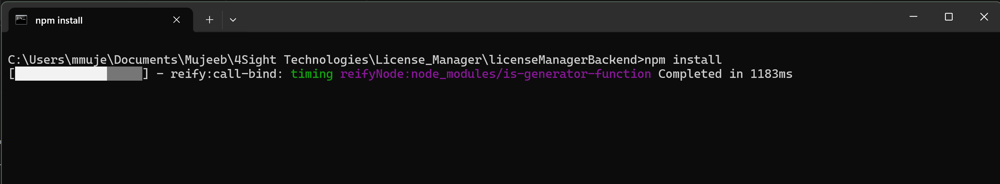 npm install
C:\Users\mmuje\Documents\Mujeeb\4Sight Technologies\License_Manager\licenseManagerBackend>npm install
[] - reify:call-bind: timing reifyNode:node_modules/is-generator-function Completed in 1183ms